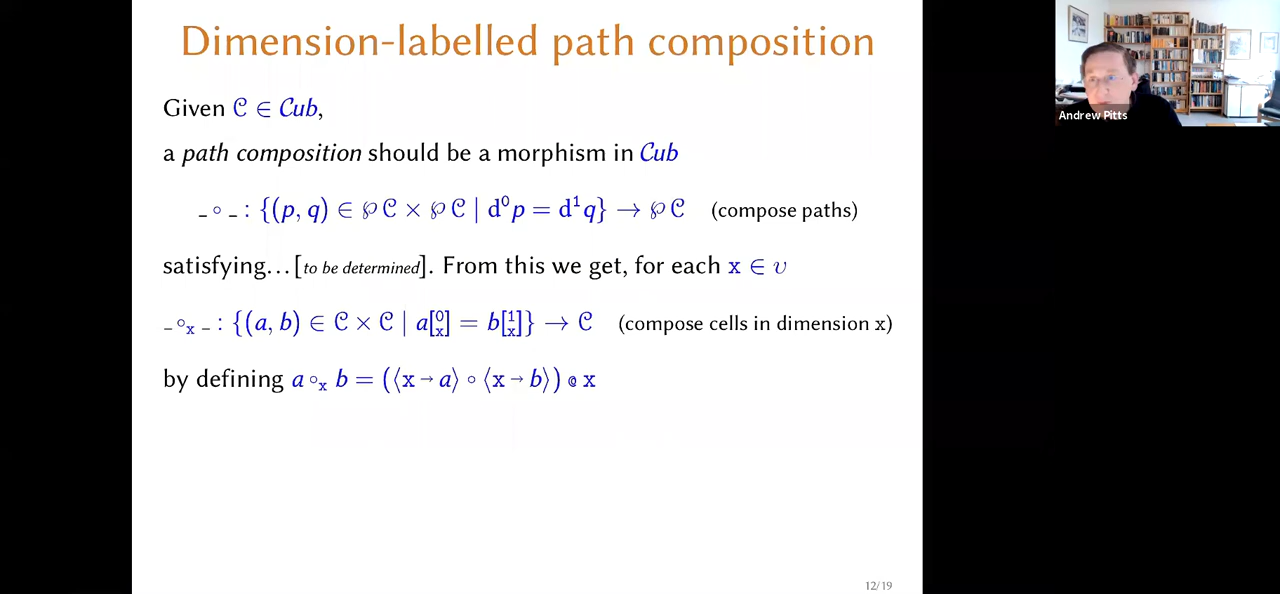 Dimension-labelled path composition
Given 𝒞 ∈ 𝒞ub,
a path composition should be a morphism in 𝒞ub
_ ∘ _ : {(p, q) ∈ ℘ 𝒞 × ℘ 𝒞 | d⁰p = d¹q} → ℘ 𝒞 (compose paths)
satisfying…[to be determined]. From this we get, for each x ∈ υ
_ ∘ₓ _ : {(a, b) ∈ 𝒞 × 𝒞 | a[0/x] = b[1/x]} → 𝒞 (compose cells in dimension x)
by defining a ∘ₓ b = (⟨x → a⟩ ∘ ⟨x → b⟩) @ x
12/19
Andrew Pitts